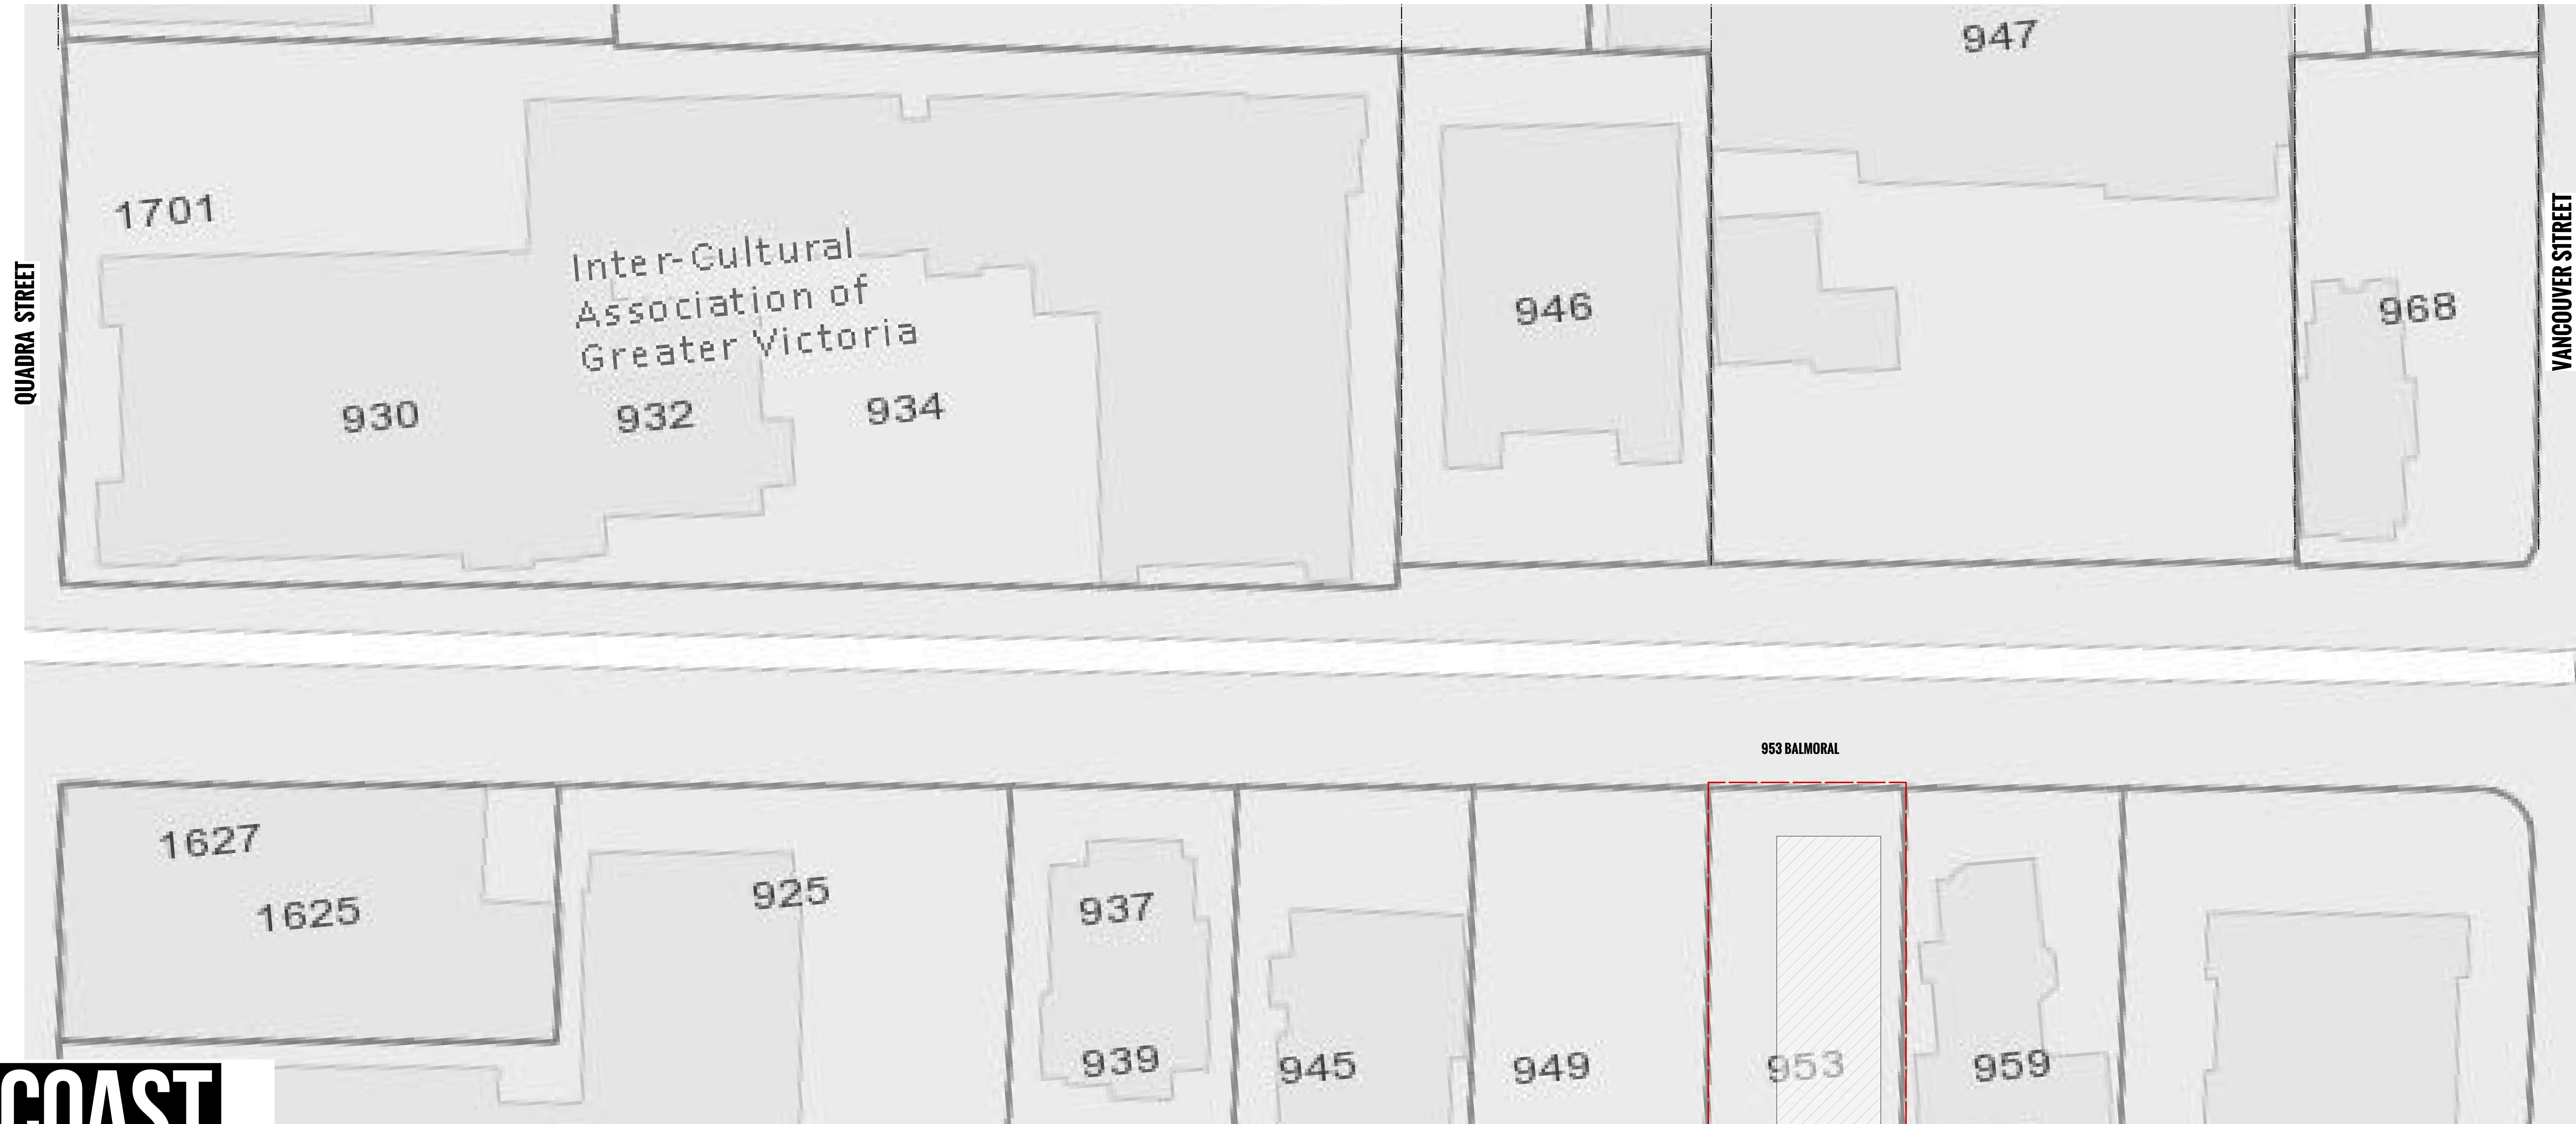 947
1701
Inter-Cultural
Association of
Greater Victoria
930
932
934
946
968
QUADRA STREET
VANCOUVER STREET
953 BALMORAL
1627
1625
925
937
939
945
949
953
959
COAST